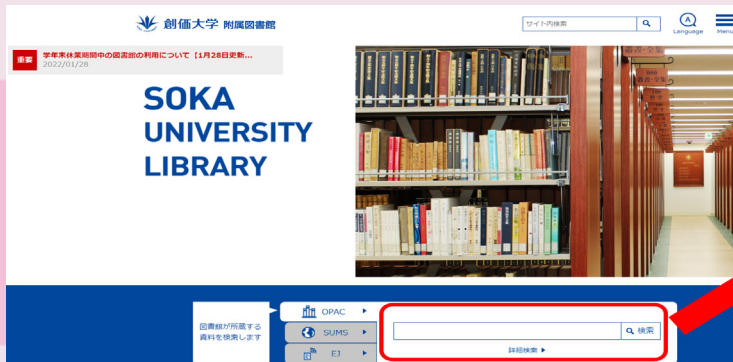 創価大学 附属図書館
サイト内検索
Language
Menu
重要
学年末休業期間中の図書館の利用について【1月28日更新...
2022/01/28
SOKA
UNIVERSITY
LIBRARY
図書館が所蔵する
資料を検索します
OPAC
SUMS
EJ
検索
詳細検索